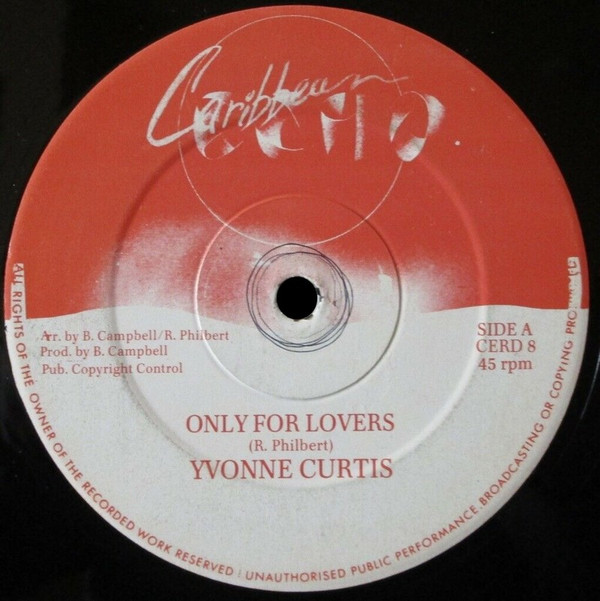 Caribbean
ECHO
Arr. by B. Campbell/R. Philbert
Prod. by B. Campbell
Pub. Copyright Control
SIDE A
CERD 8
45 rpm
ONLY FOR LOVERS
(R. Philbert)
YVONNE CURTIS
ALL RIGHTS OF THE OWNER OF THE RECORDED WORK RESERVED UNAUTHORISED PUBLIC PERFORMANCE, BROADCASTING OR COPYING